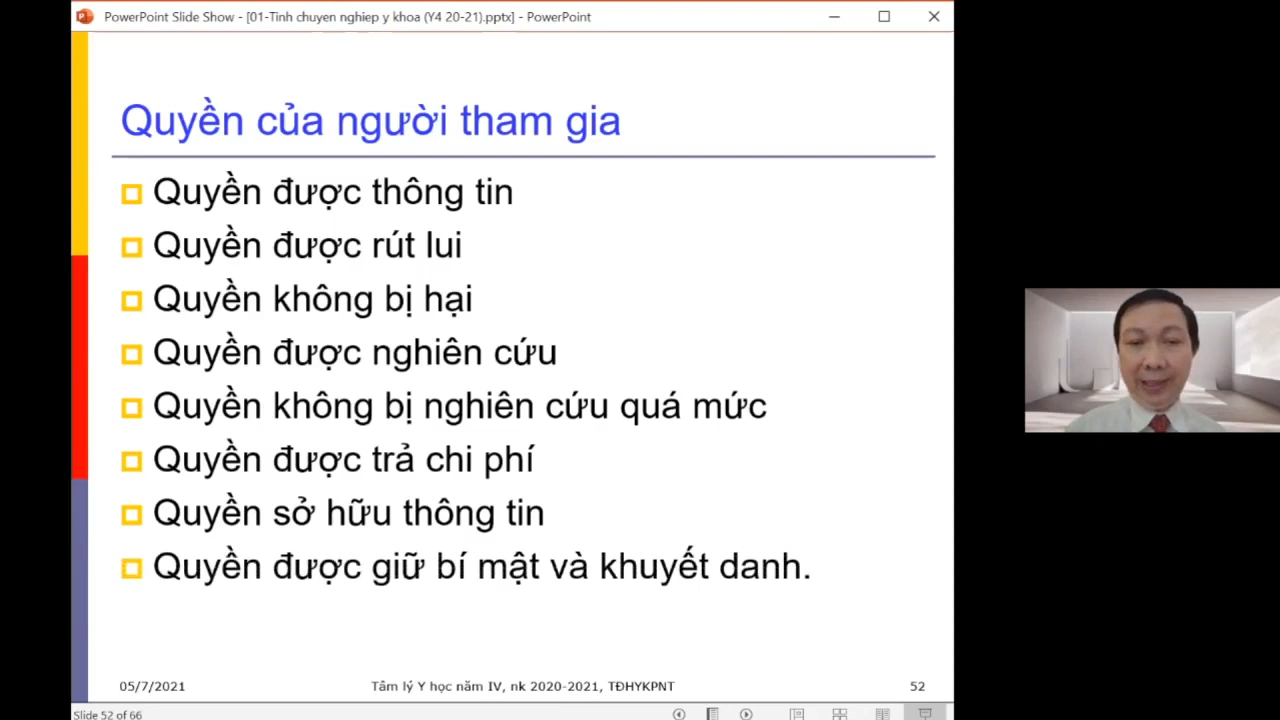 PowerPoint Slide Show - [01-Tinh chuyen nghiep y khoa (Y4 20-21).pptx] - PowerPoint
Quyền của người tham gia
Quyền được thông tin
Quyền được rút lui
Quyền không bị hại
Quyền được nghiên cứu
Quyền không bị nghiên cứu quá mức
Quyền được trả chi phí
Quyền sở hữu thông tin
Quyền được giữ bí mật và khuyết danh.
05/7/2021 Tâm lý Y học năm IV, nk 2020-2021, TĐHYKPNT 52
Slide 52 of 66